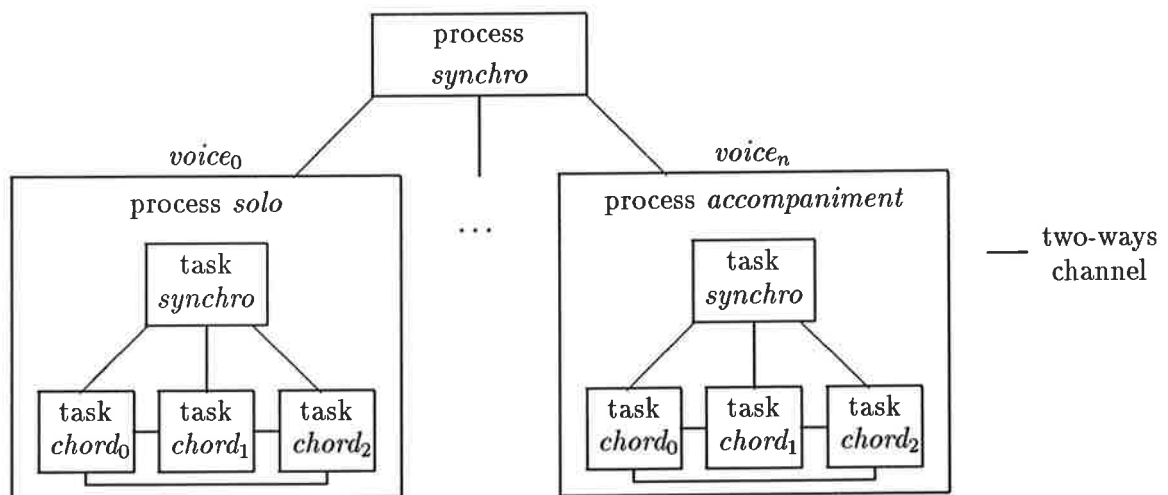 process
synchro
voice₀
voiceₙ
process solo
...
process accompaniment
two-ways
channel
task
synchro
task
synchro
task
chord₀
task
chord₁
task
chord₂
task
chord₀
task
chord₁
task
chord₂